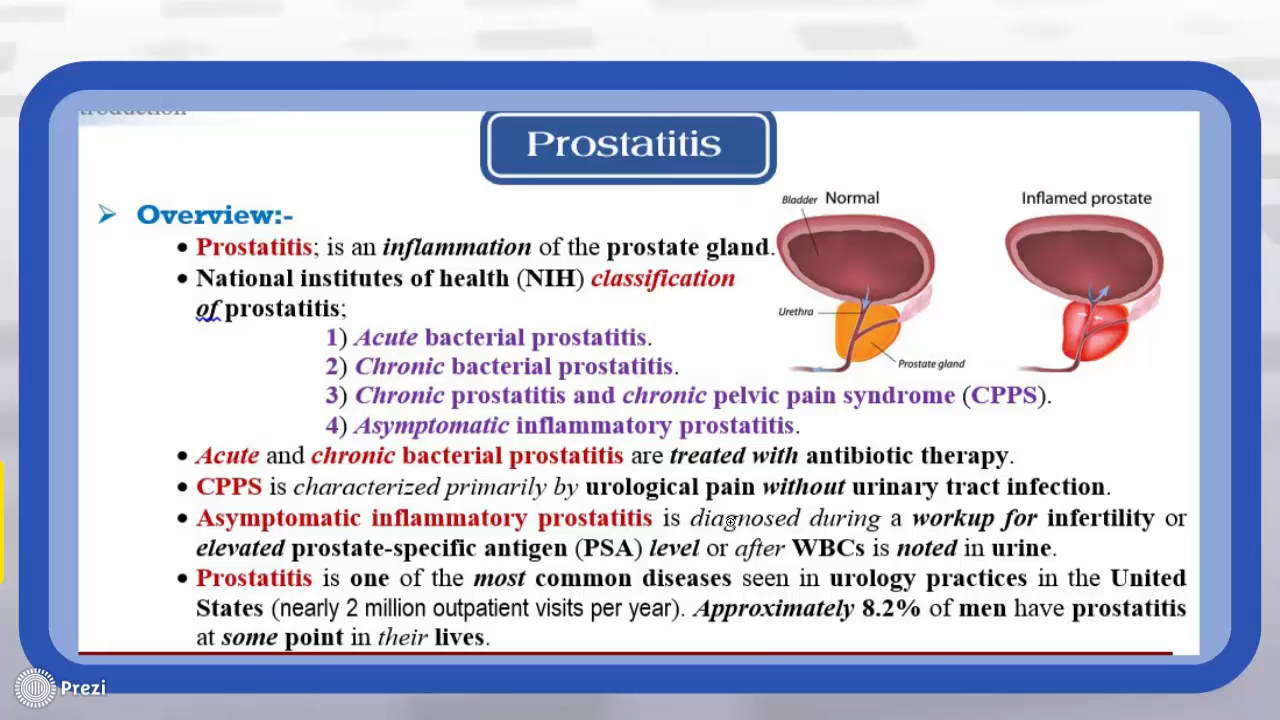 Prostatitis
Overview:-
Bladder Normal
Inflamed prostate
• Prostatitis; is an inflammation of the prostate gland.
• National institutes of health (NIH) classification
of prostatitis;
Urethra
Prostate gland
1) Acute bacterial prostatitis.
2) Chronic bacterial prostatitis.
3) Chronic prostatitis and chronic pelvic pain syndrome (CPPS).
4) Asymptomatic inflammatory prostatitis.
• Acute and chronic bacterial prostatitis are treated with antibiotic therapy.
• CPPS is characterized primarily by urological pain without urinary tract infection.
• Asymptomatic inflammatory prostatitis is diagnosed during a workup for infertility or
elevated prostate-specific antigen (PSA) level or after WBCs is noted in urine.
• Prostatitis is one of the most common diseases seen in urology practices in the United
States (nearly 2 million outpatient visits per year). Approximately 8.2% of men have prostatitis
at some point in their lives.
Prezi